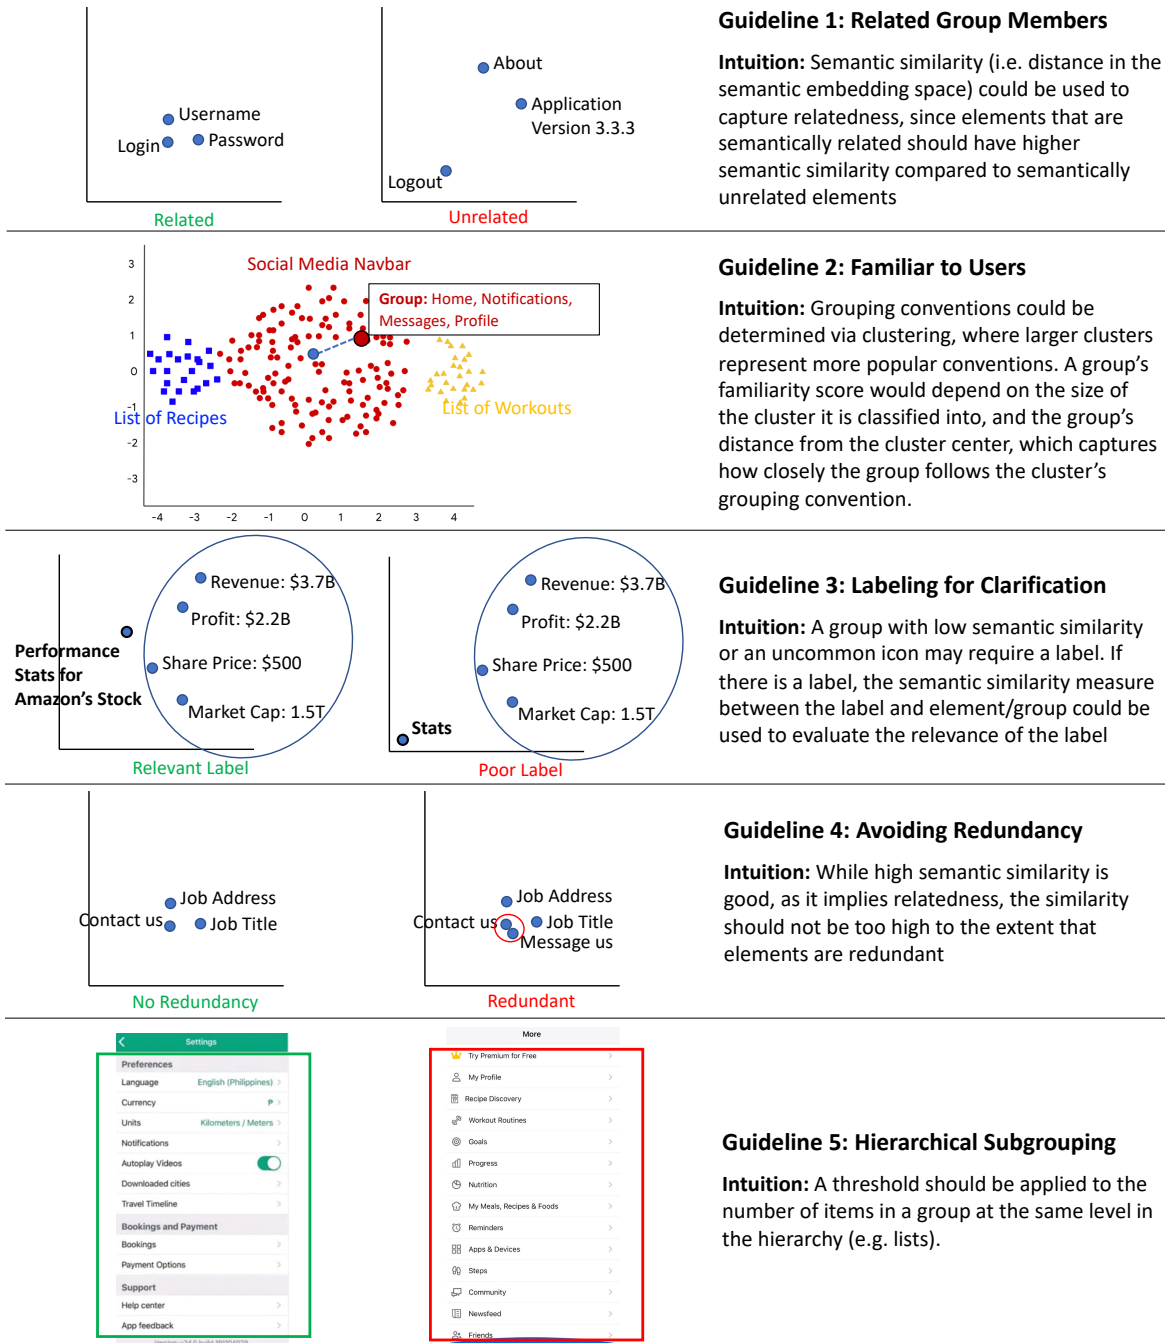 Guideline 1: Related Group Members
Intuition: Semantic similarity (i.e. distance in the
semantic embedding space) could be used to
capture relatedness, since elements that are
semantically related should have higher
semantic similarity compared to semantically
unrelated elements
Username
Login
Password
Related
About
Application
Version 3.3.3
Logout
Unrelated
Guideline 2: Familiar to Users
Intuition: Grouping conventions could be
determined via clustering, where larger clusters
represent more popular conventions. A group's
familiarity score would depend on the size of
the cluster it is classified into, and the group's
distance from the cluster center, which captures
how closely the group follows the cluster's
grouping convention.
Social Media Navbar
Group: Home, Notifications,
Messages, Profile
List of Recipes
List of Workouts
3
2
1
0
-1
-2
-3
-4 -3 -2 -1 0 1 2 3 4
Guideline 3: Labeling for Clarification
Intuition: A group with low semantic similarity
or an uncommon icon may require a label. If
there is a label, the semantic similarity measure
between the label and element/group could be
used to evaluate the relevance of the label
Revenue: $3.7B
Profit: $2.2B
Performance
Stats for
Amazon's Stock
Share Price: $500
Market Cap: 1.5T
Relevant Label
Revenue: $3.7B
Profit: $2.2B
Share Price: $500
Market Cap: 1.5T
Stats
Poor Label
Guideline 4: Avoiding Redundancy
Intuition: While high semantic similarity is
good, as it implies relatedness, the similarity
should not be too high to the extent that
elements are redundant
Job Address
Contact us
Job Title
No Redundancy
Job Address
Contact us
Job Title
Message us
Redundant
Guideline 5: Hierarchical Subgrouping
Intuition: A threshold should be applied to the
number of items in a group at the same level in
the hierarchy (e.g. lists).
Settings
Preferences
Language English (Philippines)
Currency ₱
Units Kilometers / Meters
Notifications
Autoplay Videos
Downloaded cities
Travel Timeline
Bookings and Payment
Bookings
Payment Options
Support
Help center
App feedback
More
Try Premium for Free
My Profile
Recipe Discovery
Workout Routines
Goals
Progress
Nutrition
My Meals, Recipes & Foods
Reminders
Apps & Devices
Steps
Community
Newsfeed
Friends